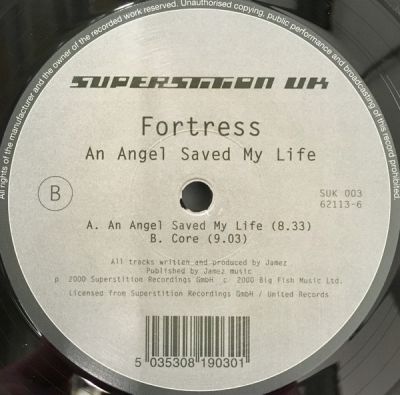 All rights of the manufacturer and the owner of the recorded work reserved. Unauthorised copying, public performance and broadcasting of this record prohibited.
SUPERSTITION UK
Fortress
An Angel Saved My Life
B
SUK 003
62113-6
A. An Angel Saved My Life (8.33)
B. Core (9.03)
All tracks written and produced by Jamez
Published by Jamez music
p 2000 Superstition Recordings GmbH c 2000 Big Fish Music Ltd.
Licensed from Superstition Recordings GmbH / United Records
5 035308 190301